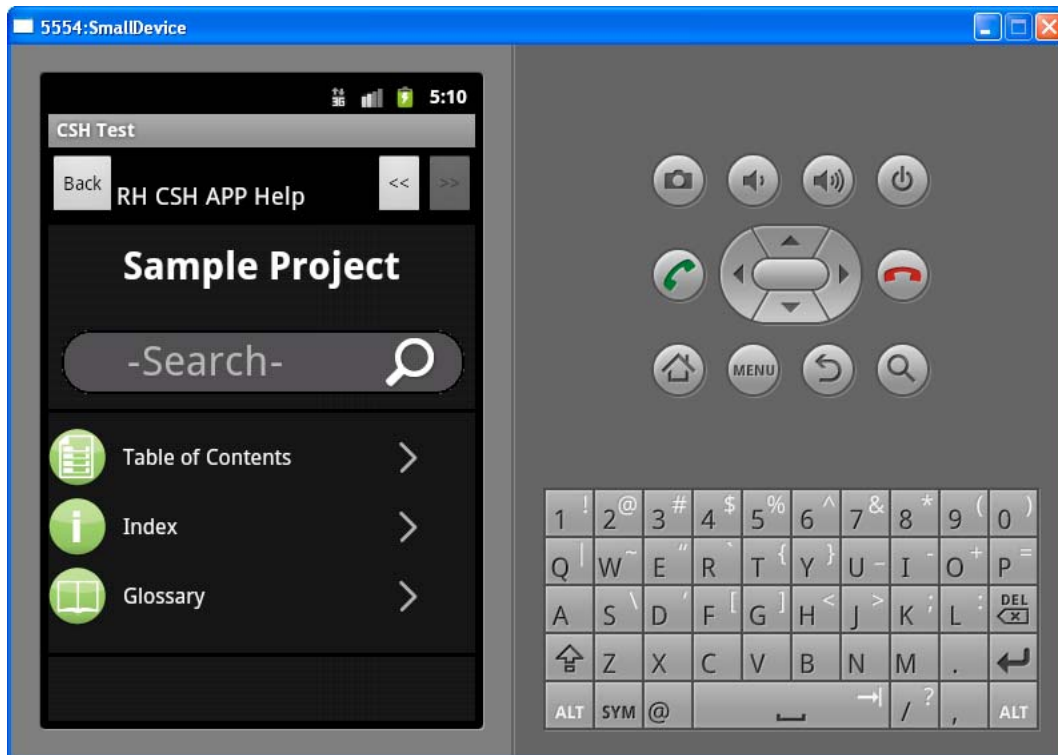 5554:SmallDevice
3G 5:10
CSH Test
Back RH CSH APP Help << >>
Sample Project
-Search-
Table of Contents
Index
Glossary
MENU
1 ! 2 @ 3 # 4 $ 5 % 6 ^ 7 & 8 * 9 ( 0 )
Q | W ~ E " R ` T { Y } U _ I - O + P =
A S \ D ' F [ G ] H < J > K ; L : DEL
Z X C V B N M .
ALT SYM @ / ? , ALT